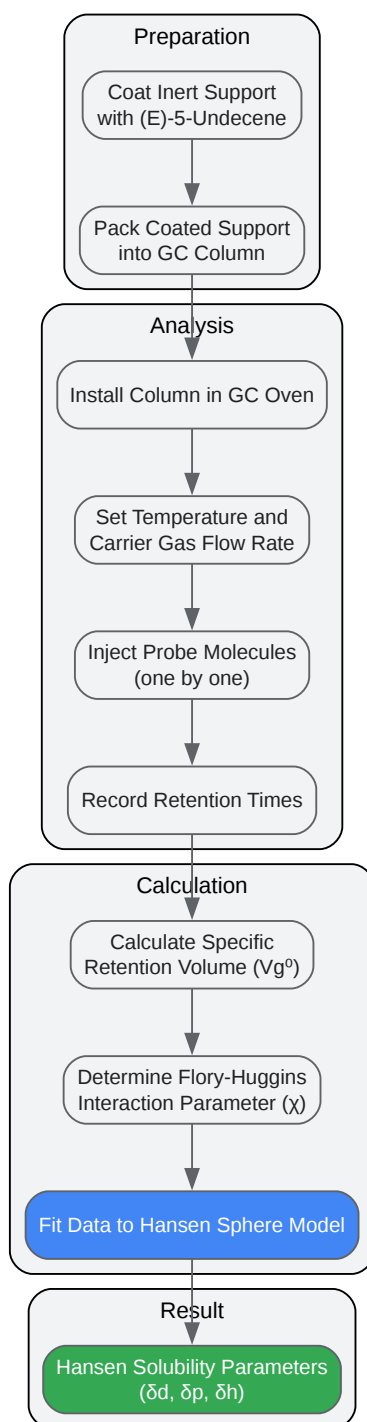 Preparation
Coat Inert Support
with (E)-5-Undecene
Pack Coated Support
into GC Column
Analysis
Install Column in GC Oven
Set Temperature and
Carrier Gas Flow Rate
Inject Probe Molecules
(one by one)
Record Retention Times
Calculation
Calculate Specific
Retention Volume (Vg⁰)
Determine Flory-Huggins
Interaction Parameter (χ)
Fit Data to Hansen Sphere Model
Result
Hansen Solubility Parameters
(δd, δp, δh)